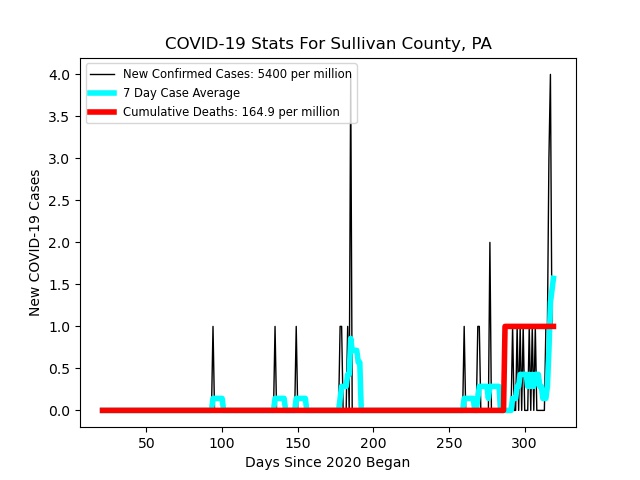 COVID-19 Stats For Sullivan County, PA
New Confirmed Cases: 5400 per million
7 Day Case Average
Cumulative Deaths: 164.9 per million
New COVID-19 Cases
4.0
3.5
3.0
2.5
2.0
1.5
1.0
0.5
0.0
50 100 150 200 250 300
Days Since 2020 Began